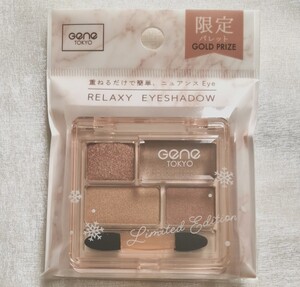 Gene
TOKYO
限定
パレット
GOLD PRIZE
重ねるだけで簡単、ニュアンスEye
RELAXY EYESHADOW
Gene
TOKYO
Limited Edition